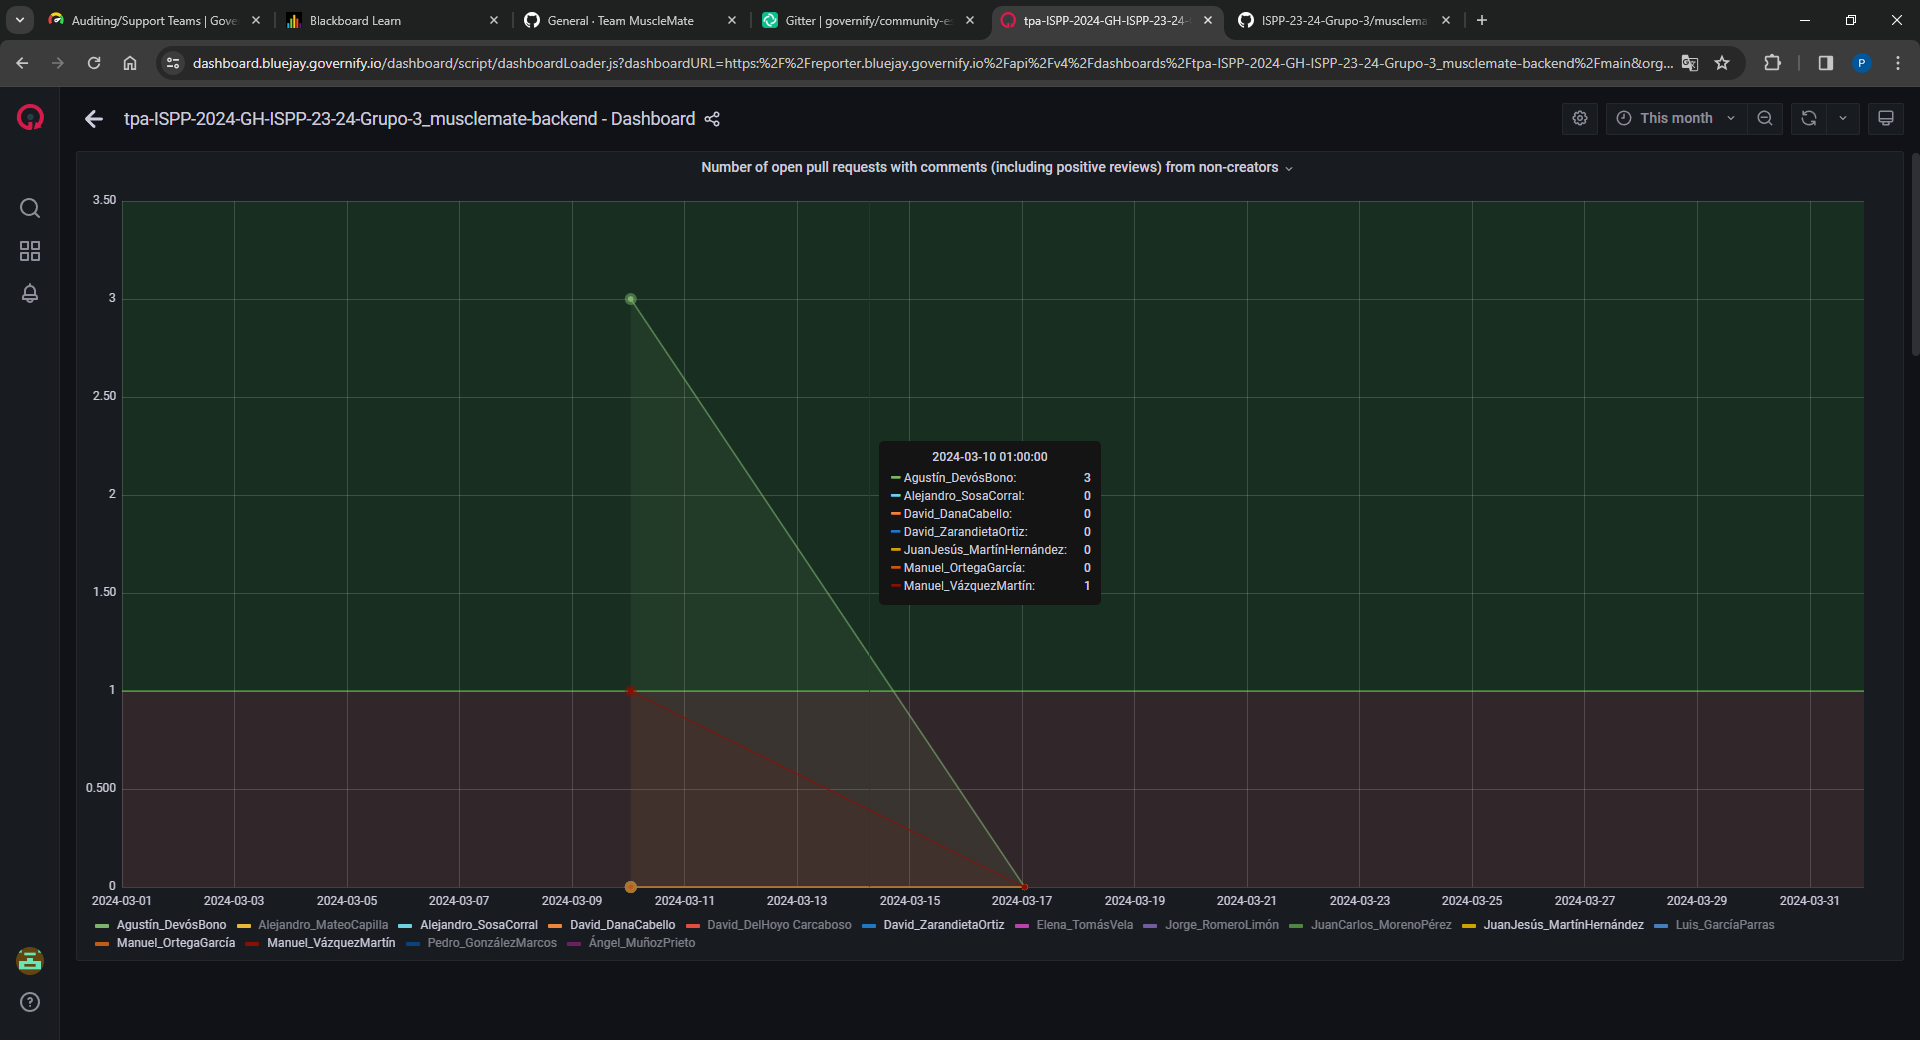 Auditing/Support Teams | Gove
Blackboard Learn
General · Team MuscleMate
Gitter | governify/community-e
tpa-ISPP-2024-GH-ISPP-23-24-
ISPP-23-24-Grupo-3/musclema
dashboard.bluejay.governify.io/dashboard/script/dashboardLoader.js?dashboardURL=https:%2F%2Freporter.bluejay.governify.io%2Fapi%2Fv4%2Fdashboards%2Ftpa-ISPP-2024-GH-ISPP-23-24-Grupo-3_musclemate-backend%2Fmain&org...
P
tpa-ISPP-2024-GH-ISPP-23-24-Grupo-3_musclemate-backend - Dashboard
This month
Number of open pull requests with comments (including positive reviews) from non-creators
3.50
3
2.50
2
1.50
1
0.500
0
2024-03-10 01:00:00
Agustín_DevósBono: 3
Alejandro_SosaCorral: 0
David_DanaCabello: 0
David_ZarandietaOrtiz: 0
JuanJesús_MartínHernández: 0
Manuel_OrtegaGarcía: 0
Manuel_VázquezMartín: 1
2024-03-01 2024-03-03 2024-03-05 2024-03-07 2024-03-09 2024-03-11 2024-03-13 2024-03-15 2024-03-17 2024-03-19 2024-03-21 2024-03-23 2024-03-25 2024-03-27 2024-03-29 2024-03-31
Agustín_DevósBono Alejandro_MateoCapilla Alejandro_SosaCorral David_DanaCabello David_DelHoyo Carcaboso David_ZarandietaOrtiz Elena_TomásVela Jorge_RomeroLimón JuanCarlos_MorenoPérez JuanJesús_MartínHernández Luis_GarcíaParras
Manuel_OrtegaGarcía Manuel_VázquezMartín Pedro_GonzálezMarcos Ángel_MuñozPrieto